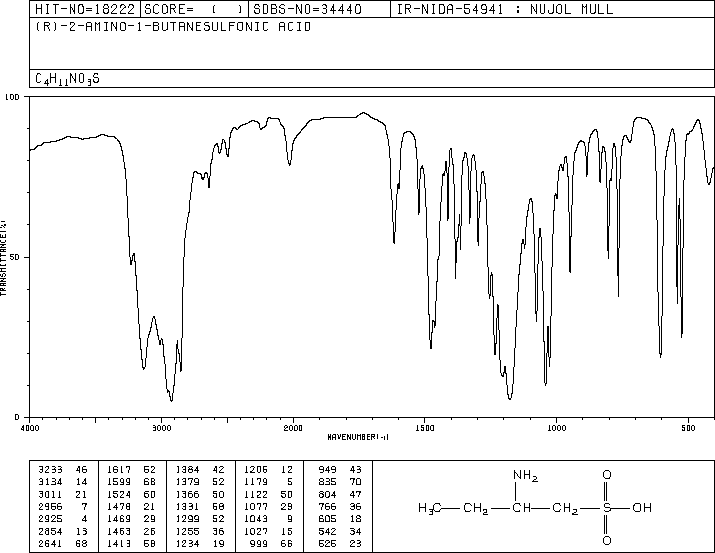 HIT-NO=18222 SCORE= ( ) SDBS-NO=34440 IR-NIDA-54941 : NUJOL MULL
(R)-2-AMINO-1-BUTANESULFONIC ACID
C4H11NO3S
100
50
0
TRANSMITTANCE(%)
4000 3000 2000 1500 1000 500
WAVENUMBER(-1)
3233 46 1617 52 1384 42 1206 12 949 43
3134 14 1599 68 1379 52 1179 5 835 70
3011 21 1524 60 1366 50 1122 50 804 47
2956 7 1478 21 1331 58 1077 29 766 36
2925 4 1469 29 1299 52 1043 9 605 18
2854 13 1463 26 1255 36 1027 15 542 34
2641 68 1413 58 1234 19 999 66 526 23
NH2 O
H3C CH2 CH CH2 S OH
O